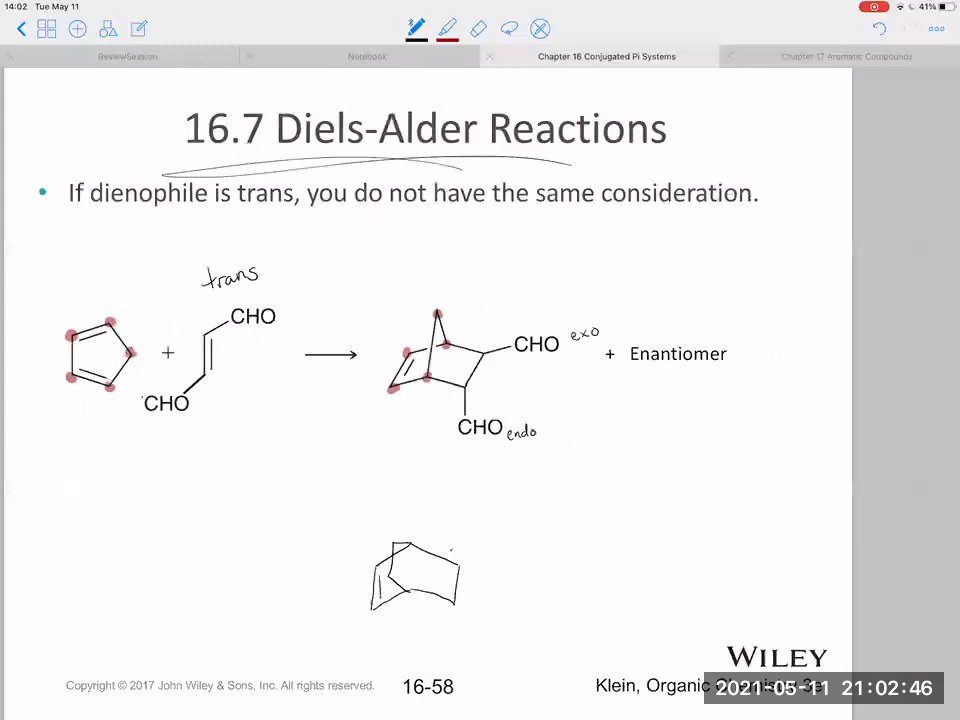 14:02 Tue May 11
41%
ReviewSession
Notebook
Chapter 16 Conjugated Pi Systems
Chapter 17 Aromatic Compounds
16.7 Diels-Alder Reactions
• If dienophile is trans, you do not have the same consideration.
trans
CHO
+
CHO
CHO exo
+ Enantiomer
CHO endo
WILEY
Copyright © 2017 John Wiley & Sons, Inc. All rights reserved.
16-58
Klein, Organic Chemistry 3e
2021-05-11 21:02:46